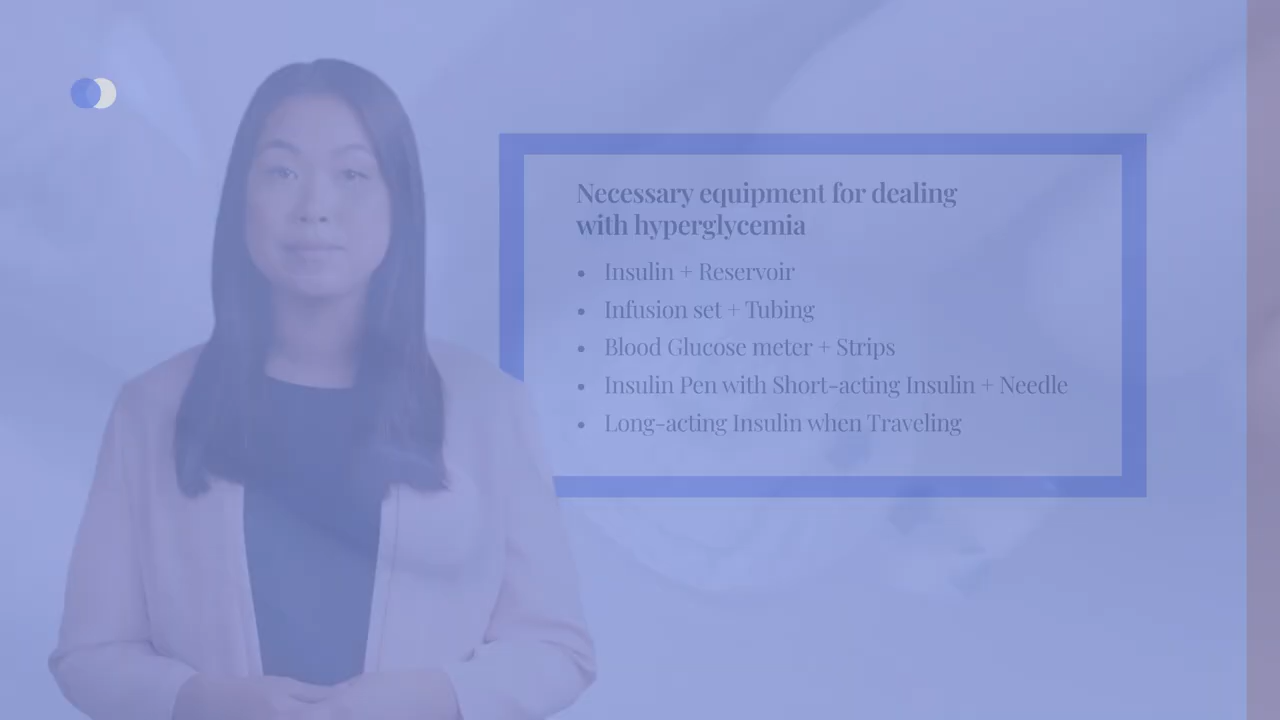 Necessary equipment for dealing
with hyperglycemia
• Insulin + Reservoir
• Infusion set + Tubing
• Blood Glucose meter + Strips
• Insulin Pen with Short-acting Insulin + Needle
• Long-acting Insulin when Traveling